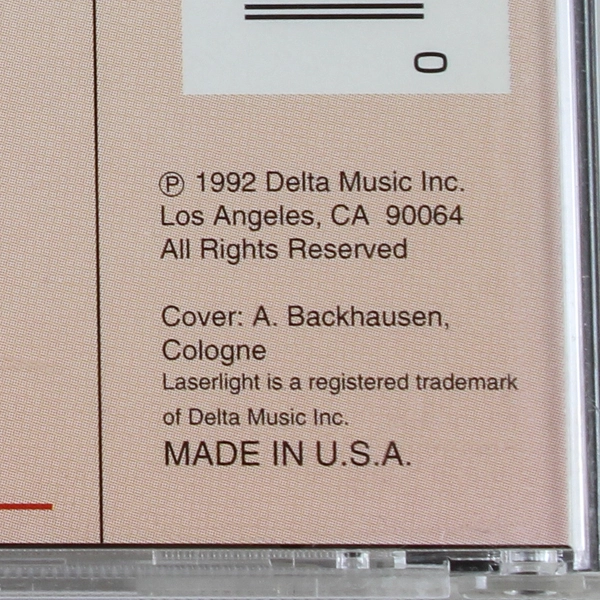 0
℗ 1992 Delta Music Inc.
Los Angeles, CA 90064
All Rights Reserved
Cover: A. Backhausen,
Cologne
Laserlight is a registered trademark
of Delta Music Inc.
MADE IN U.S.A.